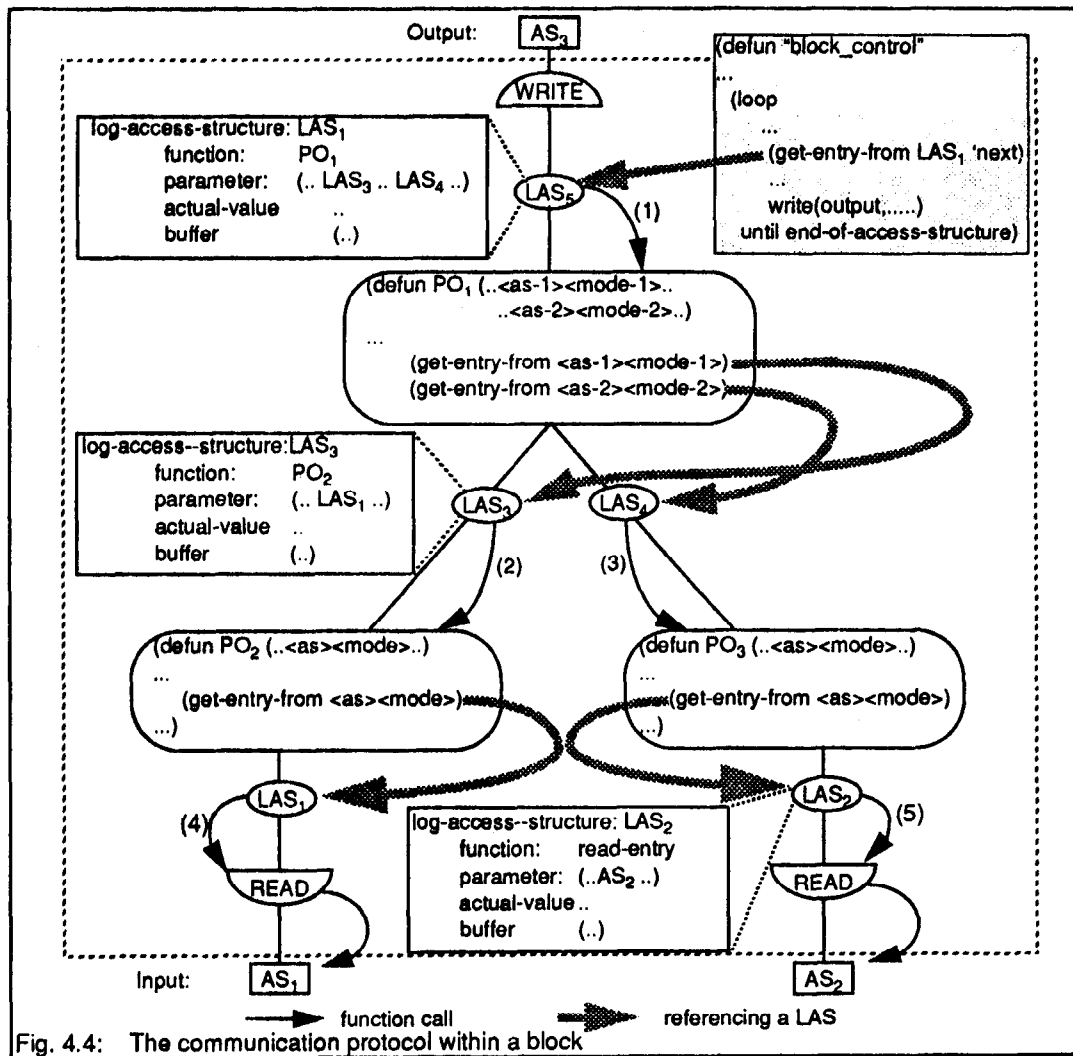 Output: AS3
WRITE
(defun "block_control"
...
(loop
...
(get-entry-from LAS1 'next)
...
write(output,.....)
until end-of-access-structure)
log-access-structure: LAS1
function: PO1
parameter: (.. LAS3 .. LAS4 ..)
actual-value ..
buffer (..)
LAS5
(1)
(defun PO1 (..<as-1><mode-1>..
..<as-2><mode-2>..)
...
(get-entry-from <as-1><mode-1>)
(get-entry-from <as-2><mode-2>)
log-access--structure: LAS3
function: PO2
parameter: (.. LAS1 ..)
actual-value ..
buffer (..)
LAS3
LAS4
(2)
(3)
(defun PO2 (..<as><mode>..)
...
(get-entry-from <as><mode>)
...)
(defun PO3 (..<as><mode>..)
...
(get-entry-from <as><mode>)
...)
LAS1
LAS2
(4)
(5)
log-access--structure: LAS2
function: read-entry
parameter: (..AS2 ..)
actual-value ..
buffer (..)
READ
READ
Input: AS1
AS2
function call
referencing a LAS
Fig. 4.4: The communication protocol within a block